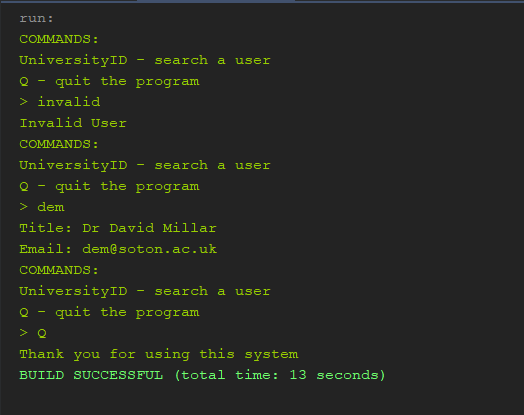 run:
COMMANDS:
UniversityID - search a user
Q - quit the program
> invalid
Invalid User
COMMANDS:
UniversityID - search a user
Q - quit the program
> dem
Title: Dr David Millar
Email: dem@soton.ac.uk
COMMANDS:
UniversityID - search a user
Q - quit the program
> Q
Thank you for using this system
BUILD SUCCESSFUL (total time: 13 seconds)